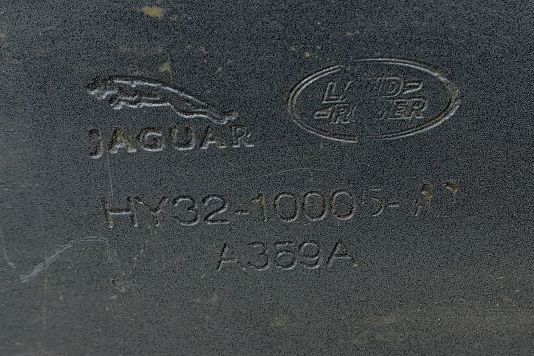 JAGUAR
LAND-
-ROVER
HY32-10005-A
A359A